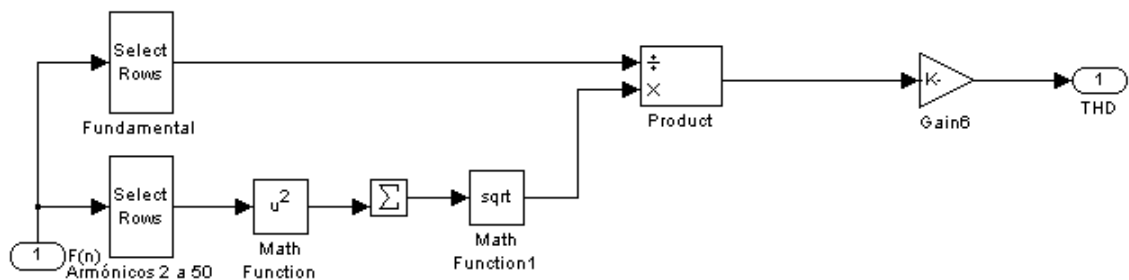 Select
Rows
Fundamental
÷
×
Product
K-
Gain6
1
THD
Select
Rows
u²
Math
Function
Σ
sqrt
Math
Function1
1
F(n)
Armónicos 2 a 50